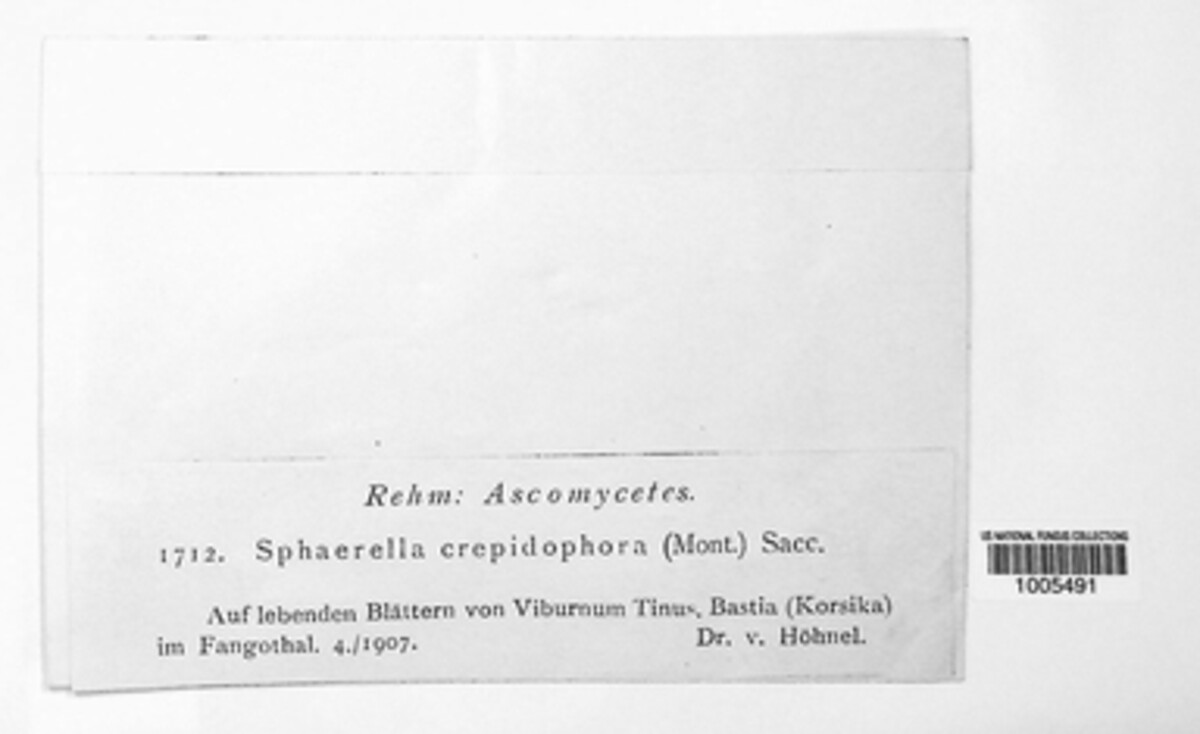 Rehm: Ascomycetes.
1712. Sphaerella crepidophora (Mont.) Sacc.
Auf lebenden Blättern von Viburnum Tinus, Bastia (Korsika)
im Fangothal. 4./1907. Dr. v. Höhnel.
US NATIONAL FUNGUS COLLECTIONS
1005491